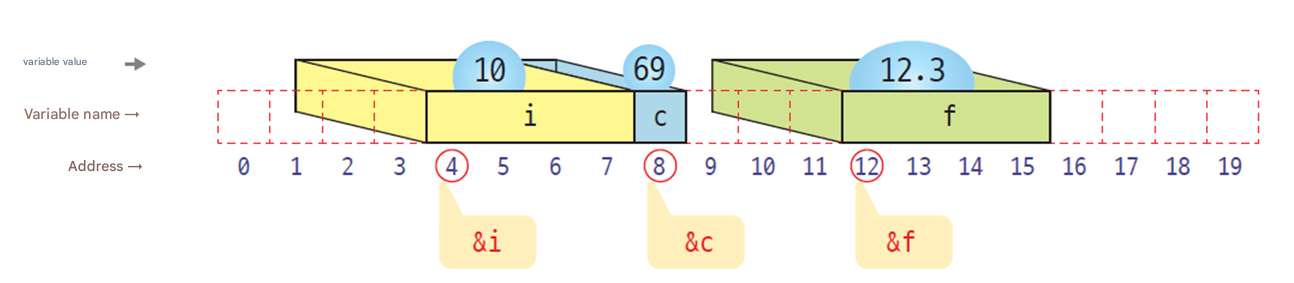 variable value
10 69 12.3
Variable name →
i c f
Address →
0 1 2 3 4 5 6 7 8 9 10 11 12 13 14 15 16 17 18 19
&i &c &f